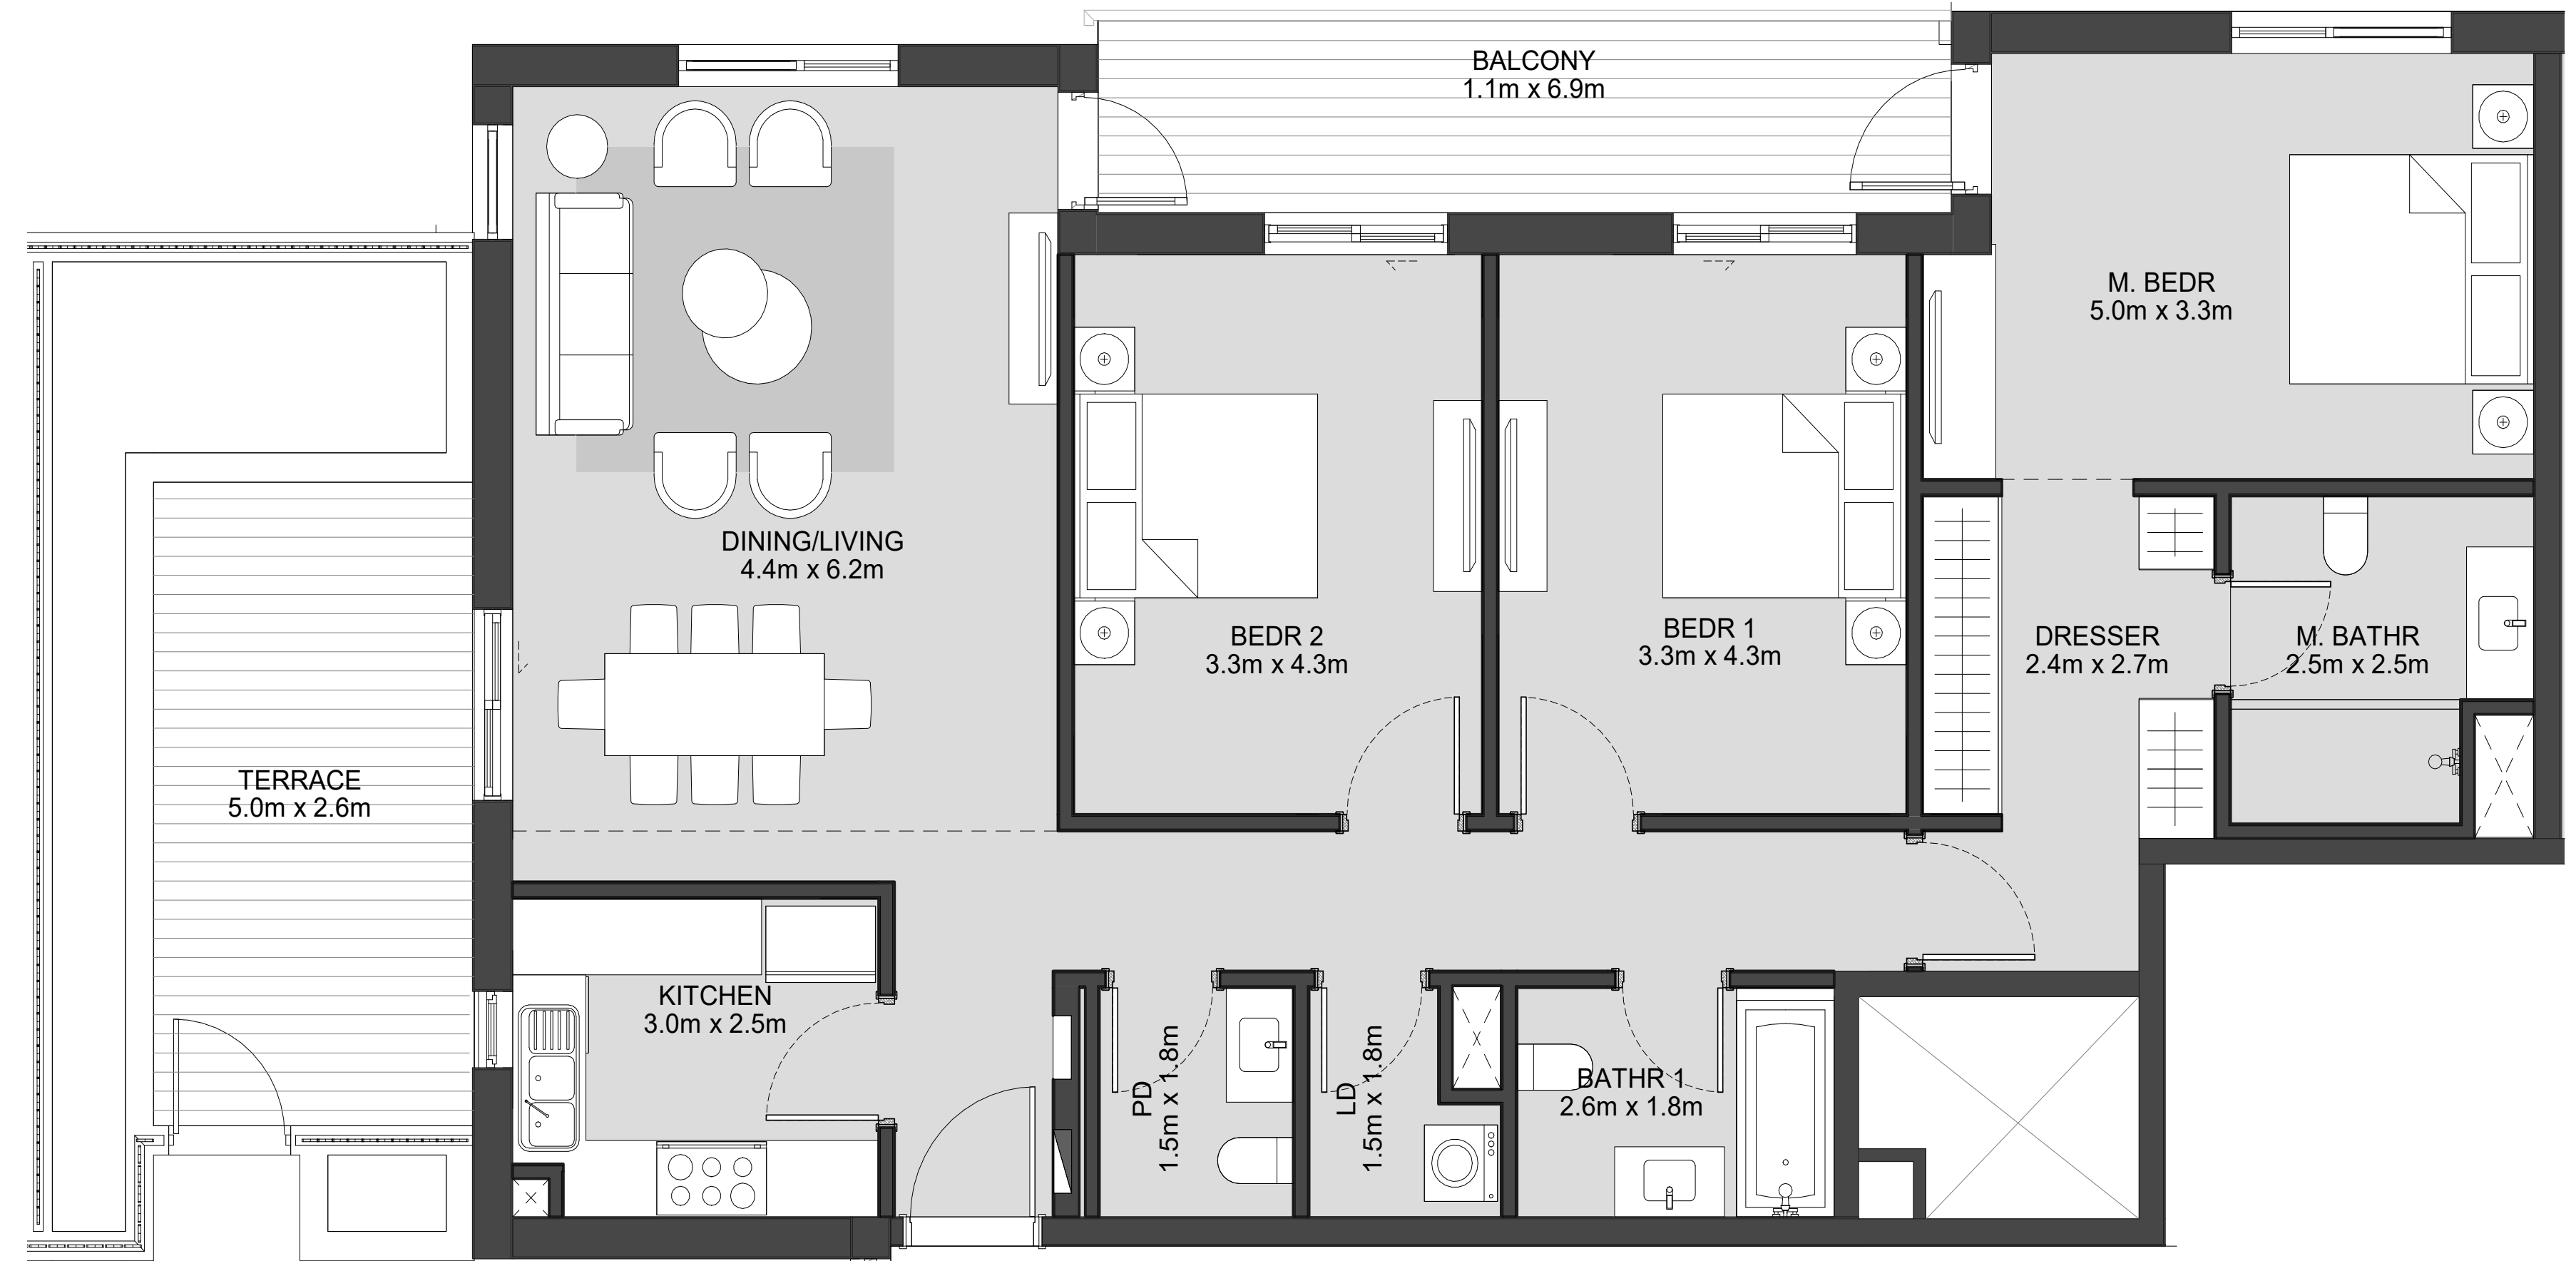 BALCONY
1.1m x 6.9m
M. BEDR
5.0m x 3.3m
DINING/LIVING
4.4m x 6.2m
BEDR 2
3.3m x 4.3m
BEDR 1
3.3m x 4.3m
DRESSER
2.4m x 2.7m
M. BATHR
2.5m x 2.5m
TERRACE
5.0m x 2.6m
KITCHEN
3.0m x 2.5m
PD
1.5m x 1.8m
LD
1.5m x 1.8m
BATHR 1
2.6m x 1.8m